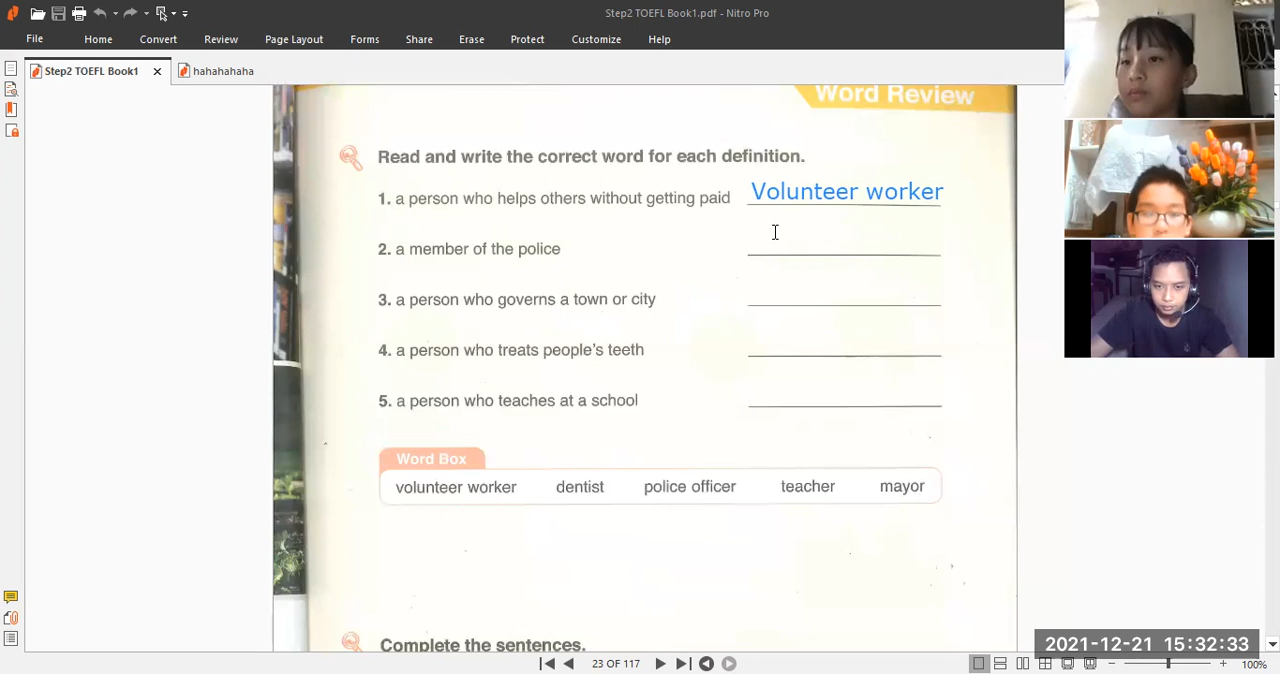 Step2 TOEFL Book1.pdf - Nitro Pro
File Home Convert Review Page Layout Forms Share Erase Protect Customize Help
Step2 TOEFL Book1 hahahahaha
Word Review
Read and write the correct word for each definition.
1. a person who helps others without getting paid Volunteer worker
2. a member of the police
3. a person who governs a town or city
4. a person who treats people's teeth
5. a person who teaches at a school
Word Box
volunteer worker dentist police officer teacher mayor
Complete the sentences.
2021-12-21 15:32:33
23 OF 117
100%